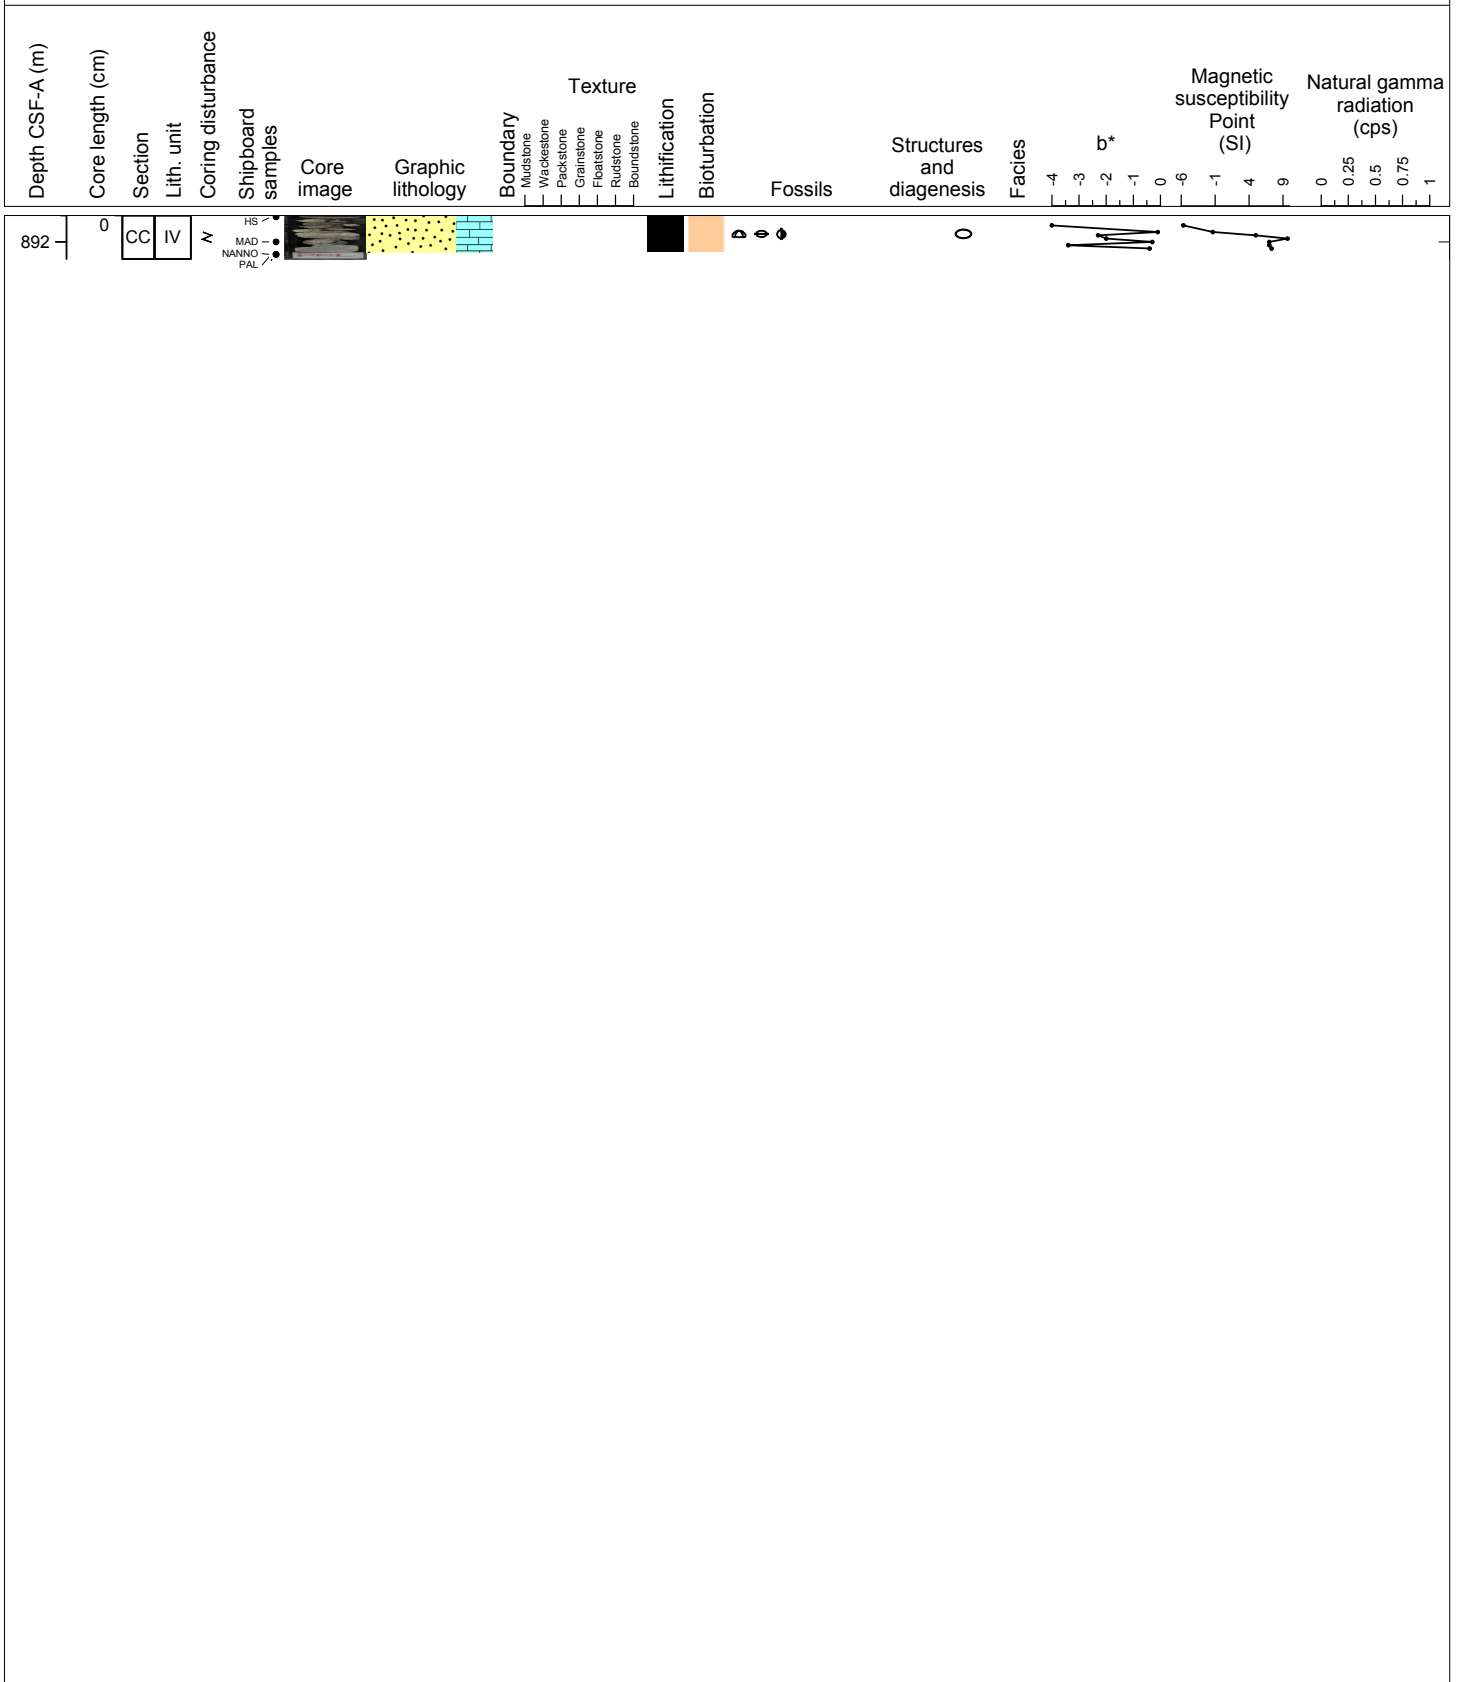 Depth CSF-A (m)
Core length (cm)
Section
Lith. unit
Coring disturbance
Shipboard
samples
Core
image
Graphic
lithology
Boundary
Texture
Mudstone
Wackestone
Packstone
Grainstone
Floatstone
Rudstone
Boundstone
Lithification
Bioturbation
Fossils
Structures
and
diagenesis
Facies
b*
-4
-3
-2
-1
0
Magnetic
susceptibility
Point
(SI)
-6
-1
4
9
Natural gamma
radiation
(cps)
0
0.25
0.5
0.75
1
892
0
CC
IV
HS
MAD
NANNO
PAL